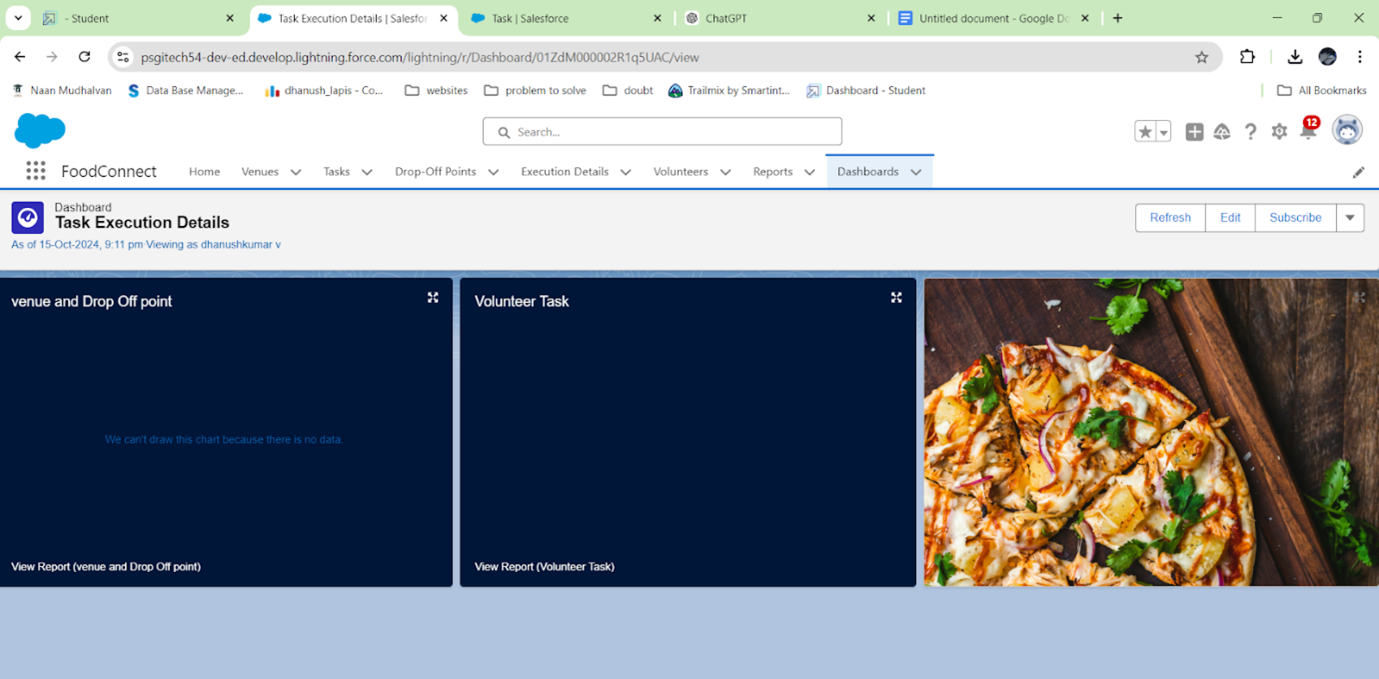 - Student
Task Execution Details | Salesfor
Task | Salesforce
ChatGPT
Untitled document - Google Do
psgitech54-dev-ed.develop.lightning.force.com/lightning/r/Dashboard/01ZdM000002R1q5UAC/view
Naan Mudhalvan
Data Base Manage...
dhanush_lapis - Co...
websites
problem to solve
doubt
Trailmix by Smartint...
Dashboard - Student
All Bookmarks
Search...
12
FoodConnect
Home
Venues
Tasks
Drop-Off Points
Execution Details
Volunteers
Reports
Dashboards
Dashboard
Task Execution Details
As of 15-Oct-2024, 9:11 pm·Viewing as dhanushkumar v
Refresh
Edit
Subscribe
venue and Drop Off point
We can't draw this chart because there is no data.
View Report (venue and Drop Off point)
Volunteer Task
View Report (Volunteer Task)